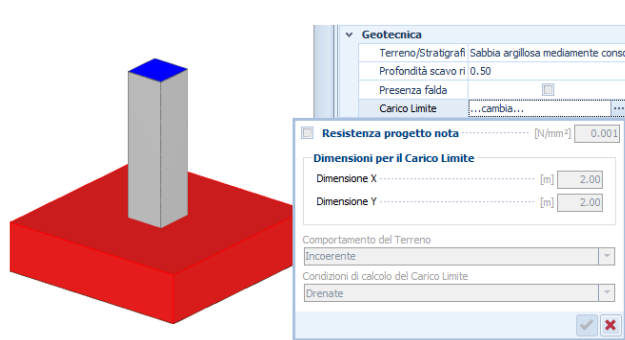 Geotecnica
Terreno/Stratigrafi Sabbia argillosa mediamente conso
Profondità scavo ri 0.50
Presenza falda
Carico Limite ...cambia... ...
Resistenza progetto nota [N/mm²] 0.001
Dimensioni per il Carico Limite
Dimensione X [m] 2.00
Dimensione Y [m] 2.00
Comportamento del Terreno
Incoerente
Condizioni di calcolo del Carico Limite
Drenate